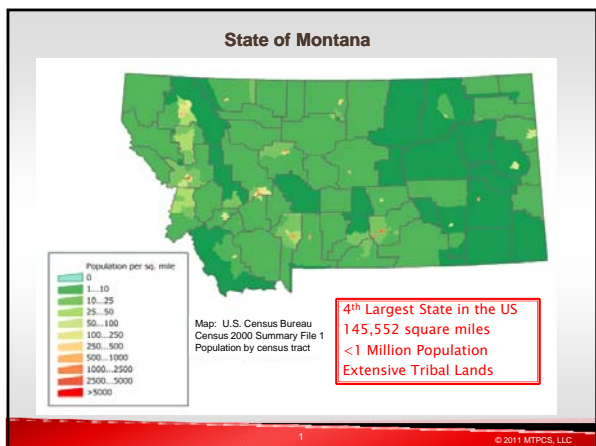 State of Montana
Population per sq. mile
0
1...10
10...25
25...50
50...100
100...250
250...500
500...1000
1000...2500
2500...5000
>5000
Map: U.S. Census Bureau
Census 2000 Summary File 1
Population by census tract
4th Largest State in the US
145,552 square miles
<1 Million Population
Extensive Tribal Lands
1
© 2011 MTPCS, LLC